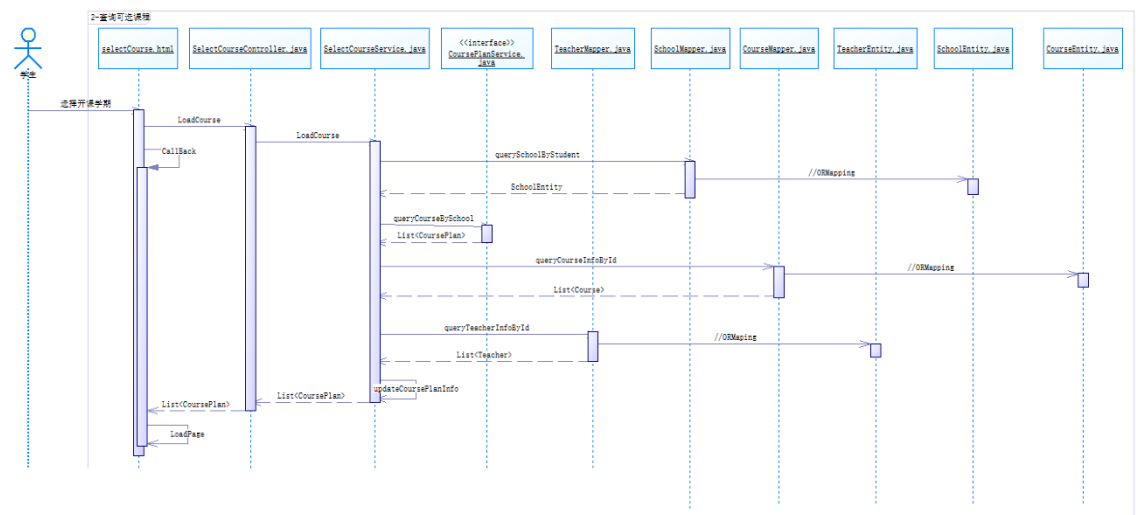 2-查询可选课程
selectCourse.html
SelectCourseController.java
SelectCourseService.java
<<interface>>
CoursePlanService.
java
TeacherMapper.java
SchoolMapper.java
CourseMapper.java
TeacherEntity.java
SchoolEntity.java
CourseEntity.java
学生
选择开课学期
LoadCourse
LoadCourse
CallBack
querySchoolByStudent
//ORMapping
SchoolEntity
queryCourseBySchool
List<CoursePlan>
queryCourseInfoById
//ORMapping
List<Course>
queryTeacherInfoById
//ORMaping
List<Teacher>
updateCoursePlanInfo
List<CoursePlan>
List<CoursePlan>
LoadPage